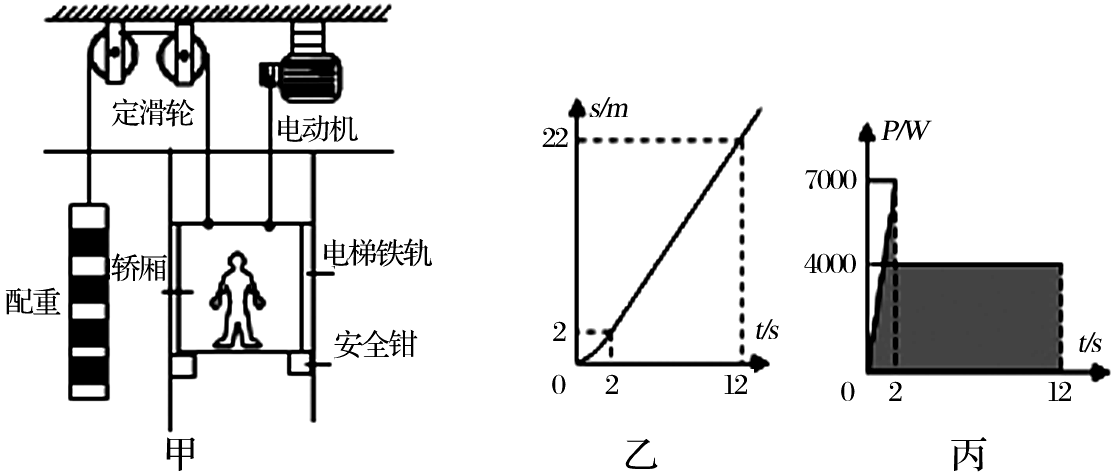 定滑轮
电动机
轿厢
电梯铁轨
配重
安全钳
甲
s/m
22
2
0
2
12
t/s
乙
P/W
7000
4000
0
2
12
t/s
丙